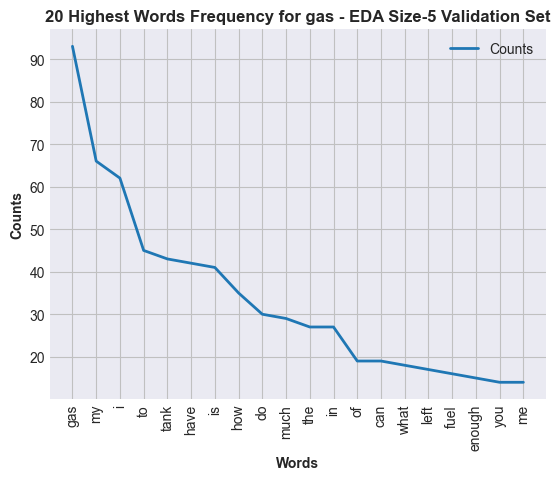 20 Highest Words Frequency for gas - EDA Size-5 Validation Set
Counts
90
80
70
60
50
40
30
20
Counts
gas
my
i
to
tank
have
is
how
do
much
the
in
of
can
what
left
fuel
enough
you
me
Words